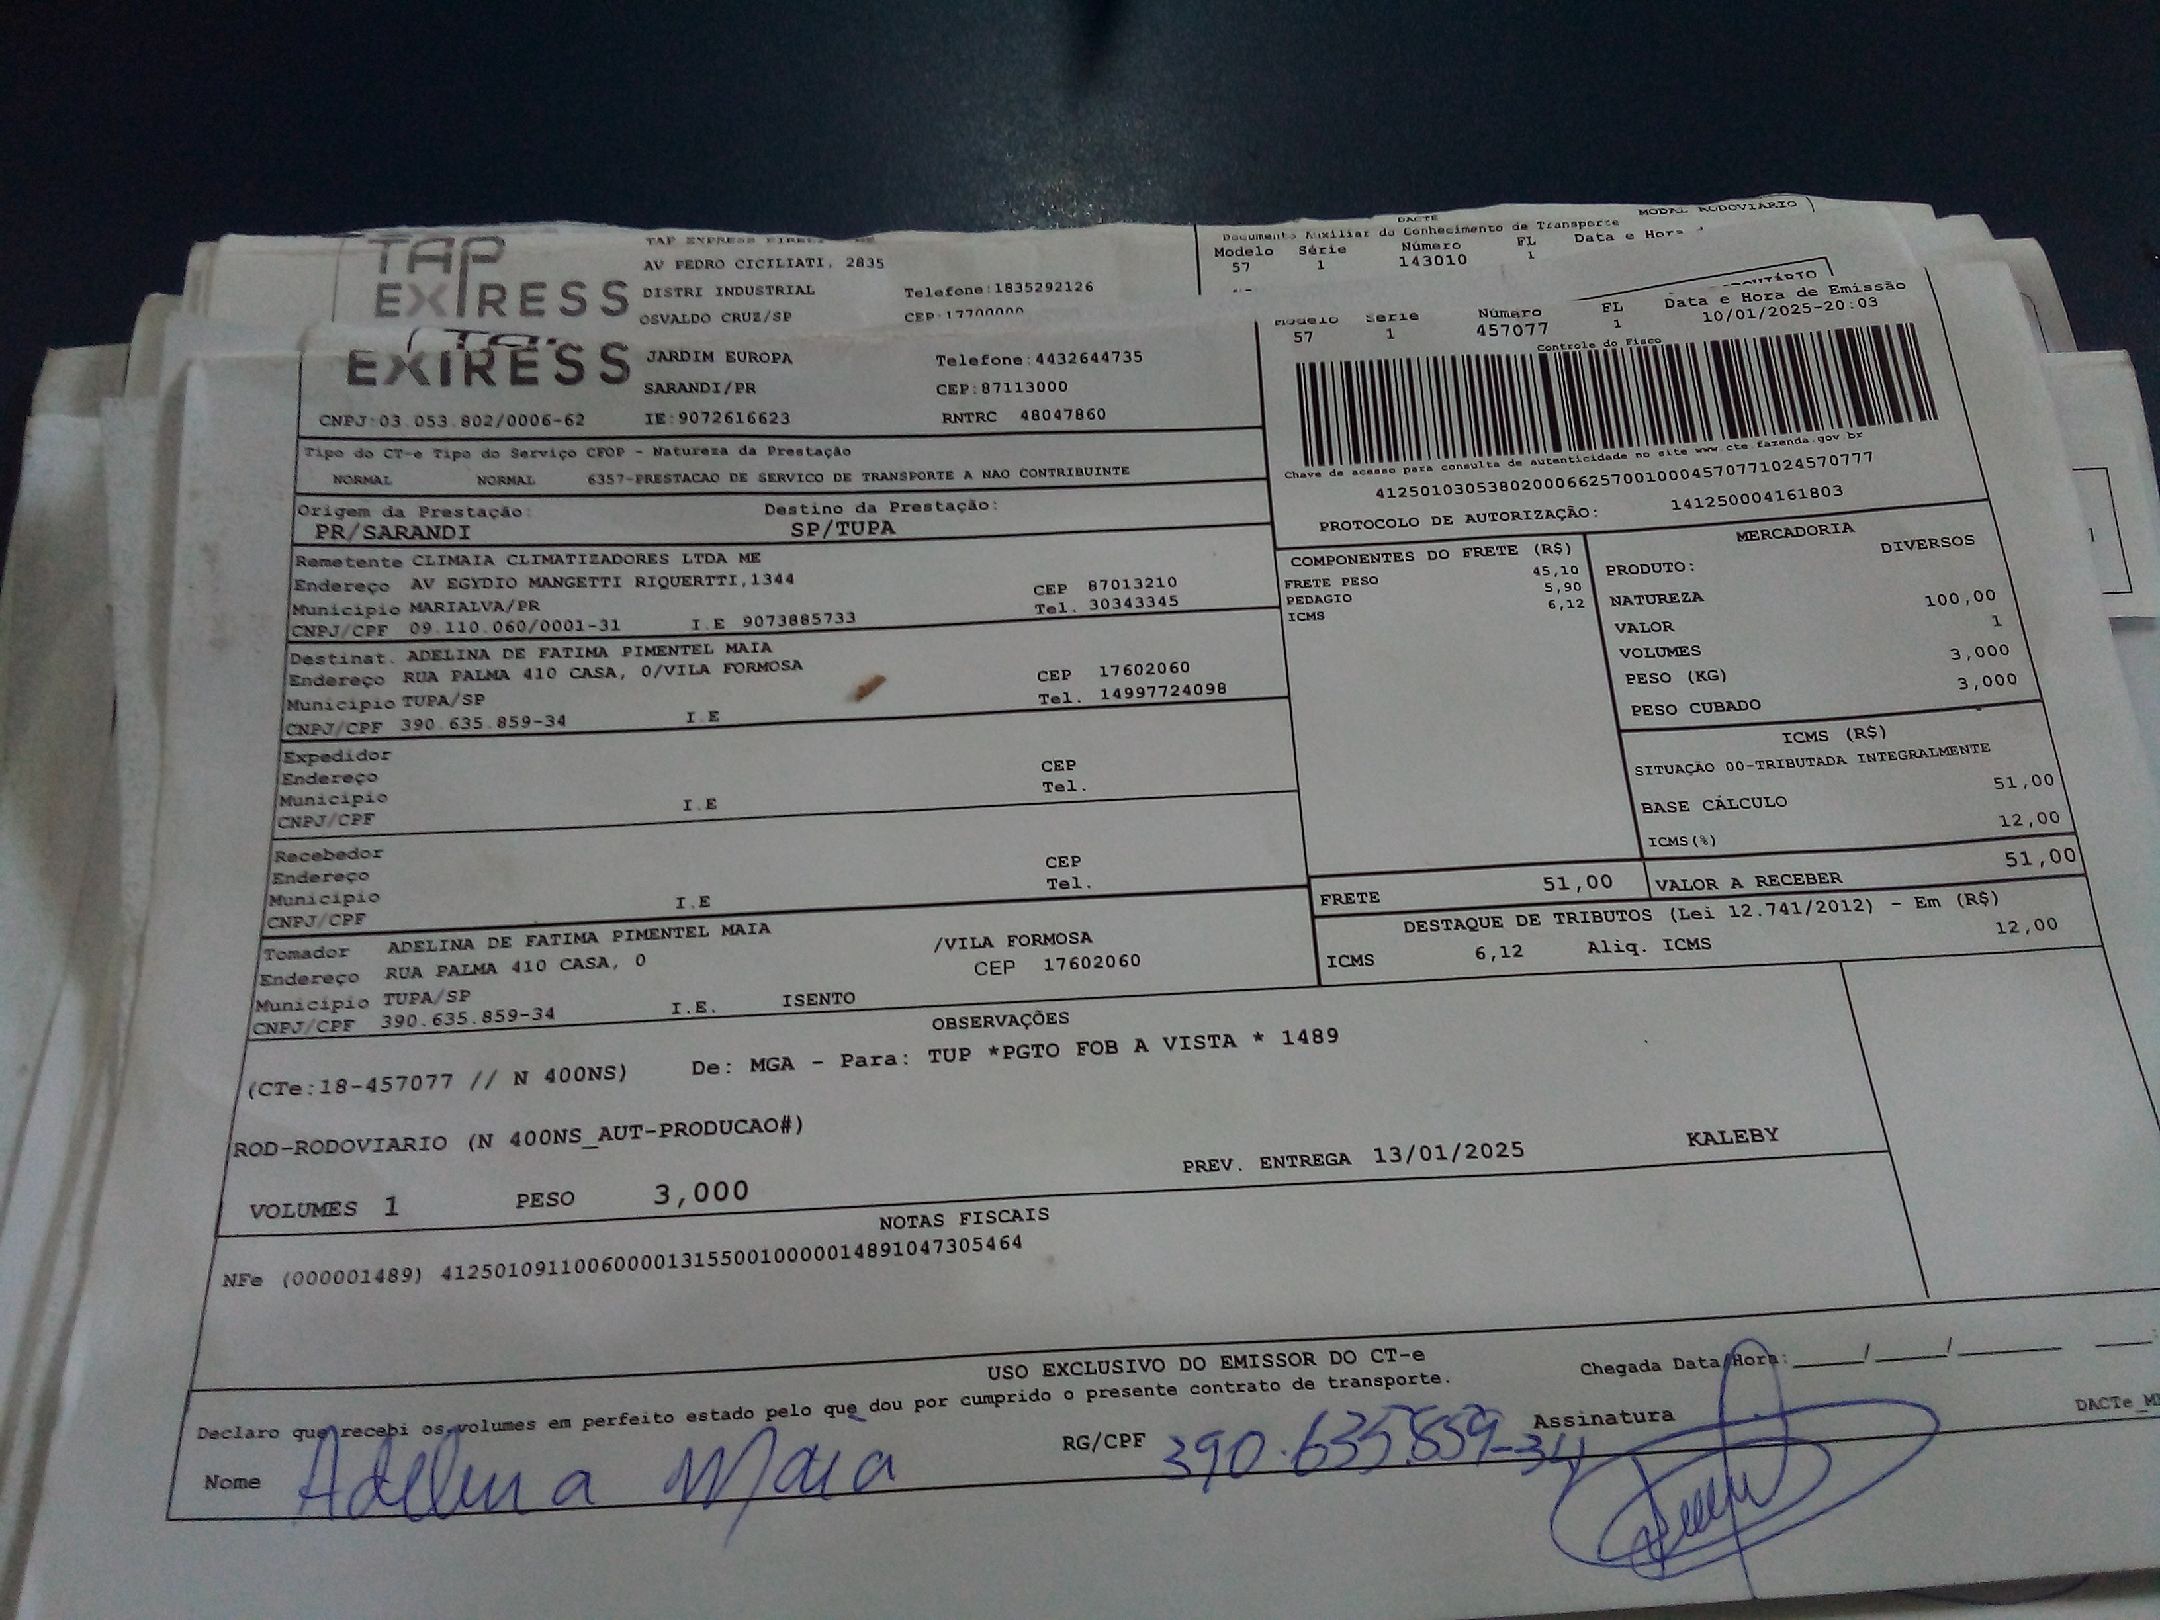 TAP
EXPRESS
TAP EXPRESS
AV PEDRO CICILIATI, 2835
DISTRI INDUSTRIAL Telefone:1835292126
OSVALDO CRUZ/SP CEP:17700000
DACTE MODAL RODOVIÁRIO
Documento Auxiliar do Conhecimento de Transporte
Modelo Série Número FL Data e Hora
57 1 143010 1
EXPRESS
JARDIM EUROPA Telefone:4432644735
SARANDI/PR CEP:87113000
CNPJ:03.053.802/0006-62 IE:9072616623 RNTRC 48047860
Modelo Série Número FL Data e Hora de Emissão
57 1 457077 1 10/01/2025-20:03
Controle do Fisco
Chave de acesso para consulta de autenticidade no site www.cte.fazenda.gov.br
41250103053802000662570010004570771024570777
PROTOCOLO DE AUTORIZAÇÃO: 141250004161803
Tipo do CT-e Tipo do Serviço CFOP - Natureza da Prestação
NORMAL NORMAL 6357-PRESTACAO DE SERVICO DE TRANSPORTE A NAO CONTRIBUINTE
Origem da Prestação: Destino da Prestação:
PR/SARANDI SP/TUPA
Remetente CLIMAIA CLIMATIZADORES LTDA ME
Endereço AV EGYDIO MANGETTI RIQUERTTI,1344 CEP 87013210
Município MARIALVA/PR Tel. 30343345
CNPJ/CPF 09.110.060/0001-31 I.E 9073885733
Destinat. ADELINA DE FATIMA PIMENTEL MAIA
Endereço RUA PALMA 410 CASA, 0/VILA FORMOSA CEP 17602060
Município TUPA/SP Tel. 14997724098
CNPJ/CPF 390.635.859-34 I.E
Expedidor
Endereço CEP
Município Tel.
CNPJ/CPF I.E
Recebedor
Endereço CEP
Município Tel.
CNPJ/CPF I.E
Tomador ADELINA DE FATIMA PIMENTEL MAIA
Endereço RUA PALMA 410 CASA, 0 /VILA FORMOSA
Município TUPA/SP CEP 17602060
CNPJ/CPF 390.635.859-34 I.E. ISENTO
COMPONENTES DO FRETE (R$)
FRETE PESO 45,10
PEDAGIO 5,90
ICMS 6,12
MERCADORIA
PRODUTO: DIVERSOS
NATUREZA
VALOR 100,00
VOLUMES 1
PESO (KG) 3,000
PESO CUBADO 3,000
ICMS (R$)
SITUAÇÃO 00-TRIBUTADA INTEGRALMENTE
BASE CÁLCULO 51,00
ICMS(%) 12,00
FRETE 51,00 VALOR A RECEBER 51,00
DESTAQUE DE TRIBUTOS (Lei 12.741/2012) - Em (R$)
ICMS 6,12 Aliq. ICMS 12,00
OBSERVAÇÕES
(CTe:18-457077 // N 400NS) De: MGA - Para: TUP *PGTO FOB A VISTA * 1489
ROD-RODOVIARIO (N 400NS_AUT-PRODUCAO#)
PREV. ENTREGA 13/01/2025 KALEBY
VOLUMES 1 PESO 3,000
NOTAS FISCAIS
NFe (000001489) 41250109110060000131550010000014891047305464
USO EXCLUSIVO DO EMISSOR DO CT-e
Declaro que recebi os volumes em perfeito estado pelo que dou por cumprido o presente contrato de transporte.
Chegada Data/Hora:____/____/______ ___:
Nome Adelina Maia RG/CPF 390.635.859-34 Assinatura
DACTe_M